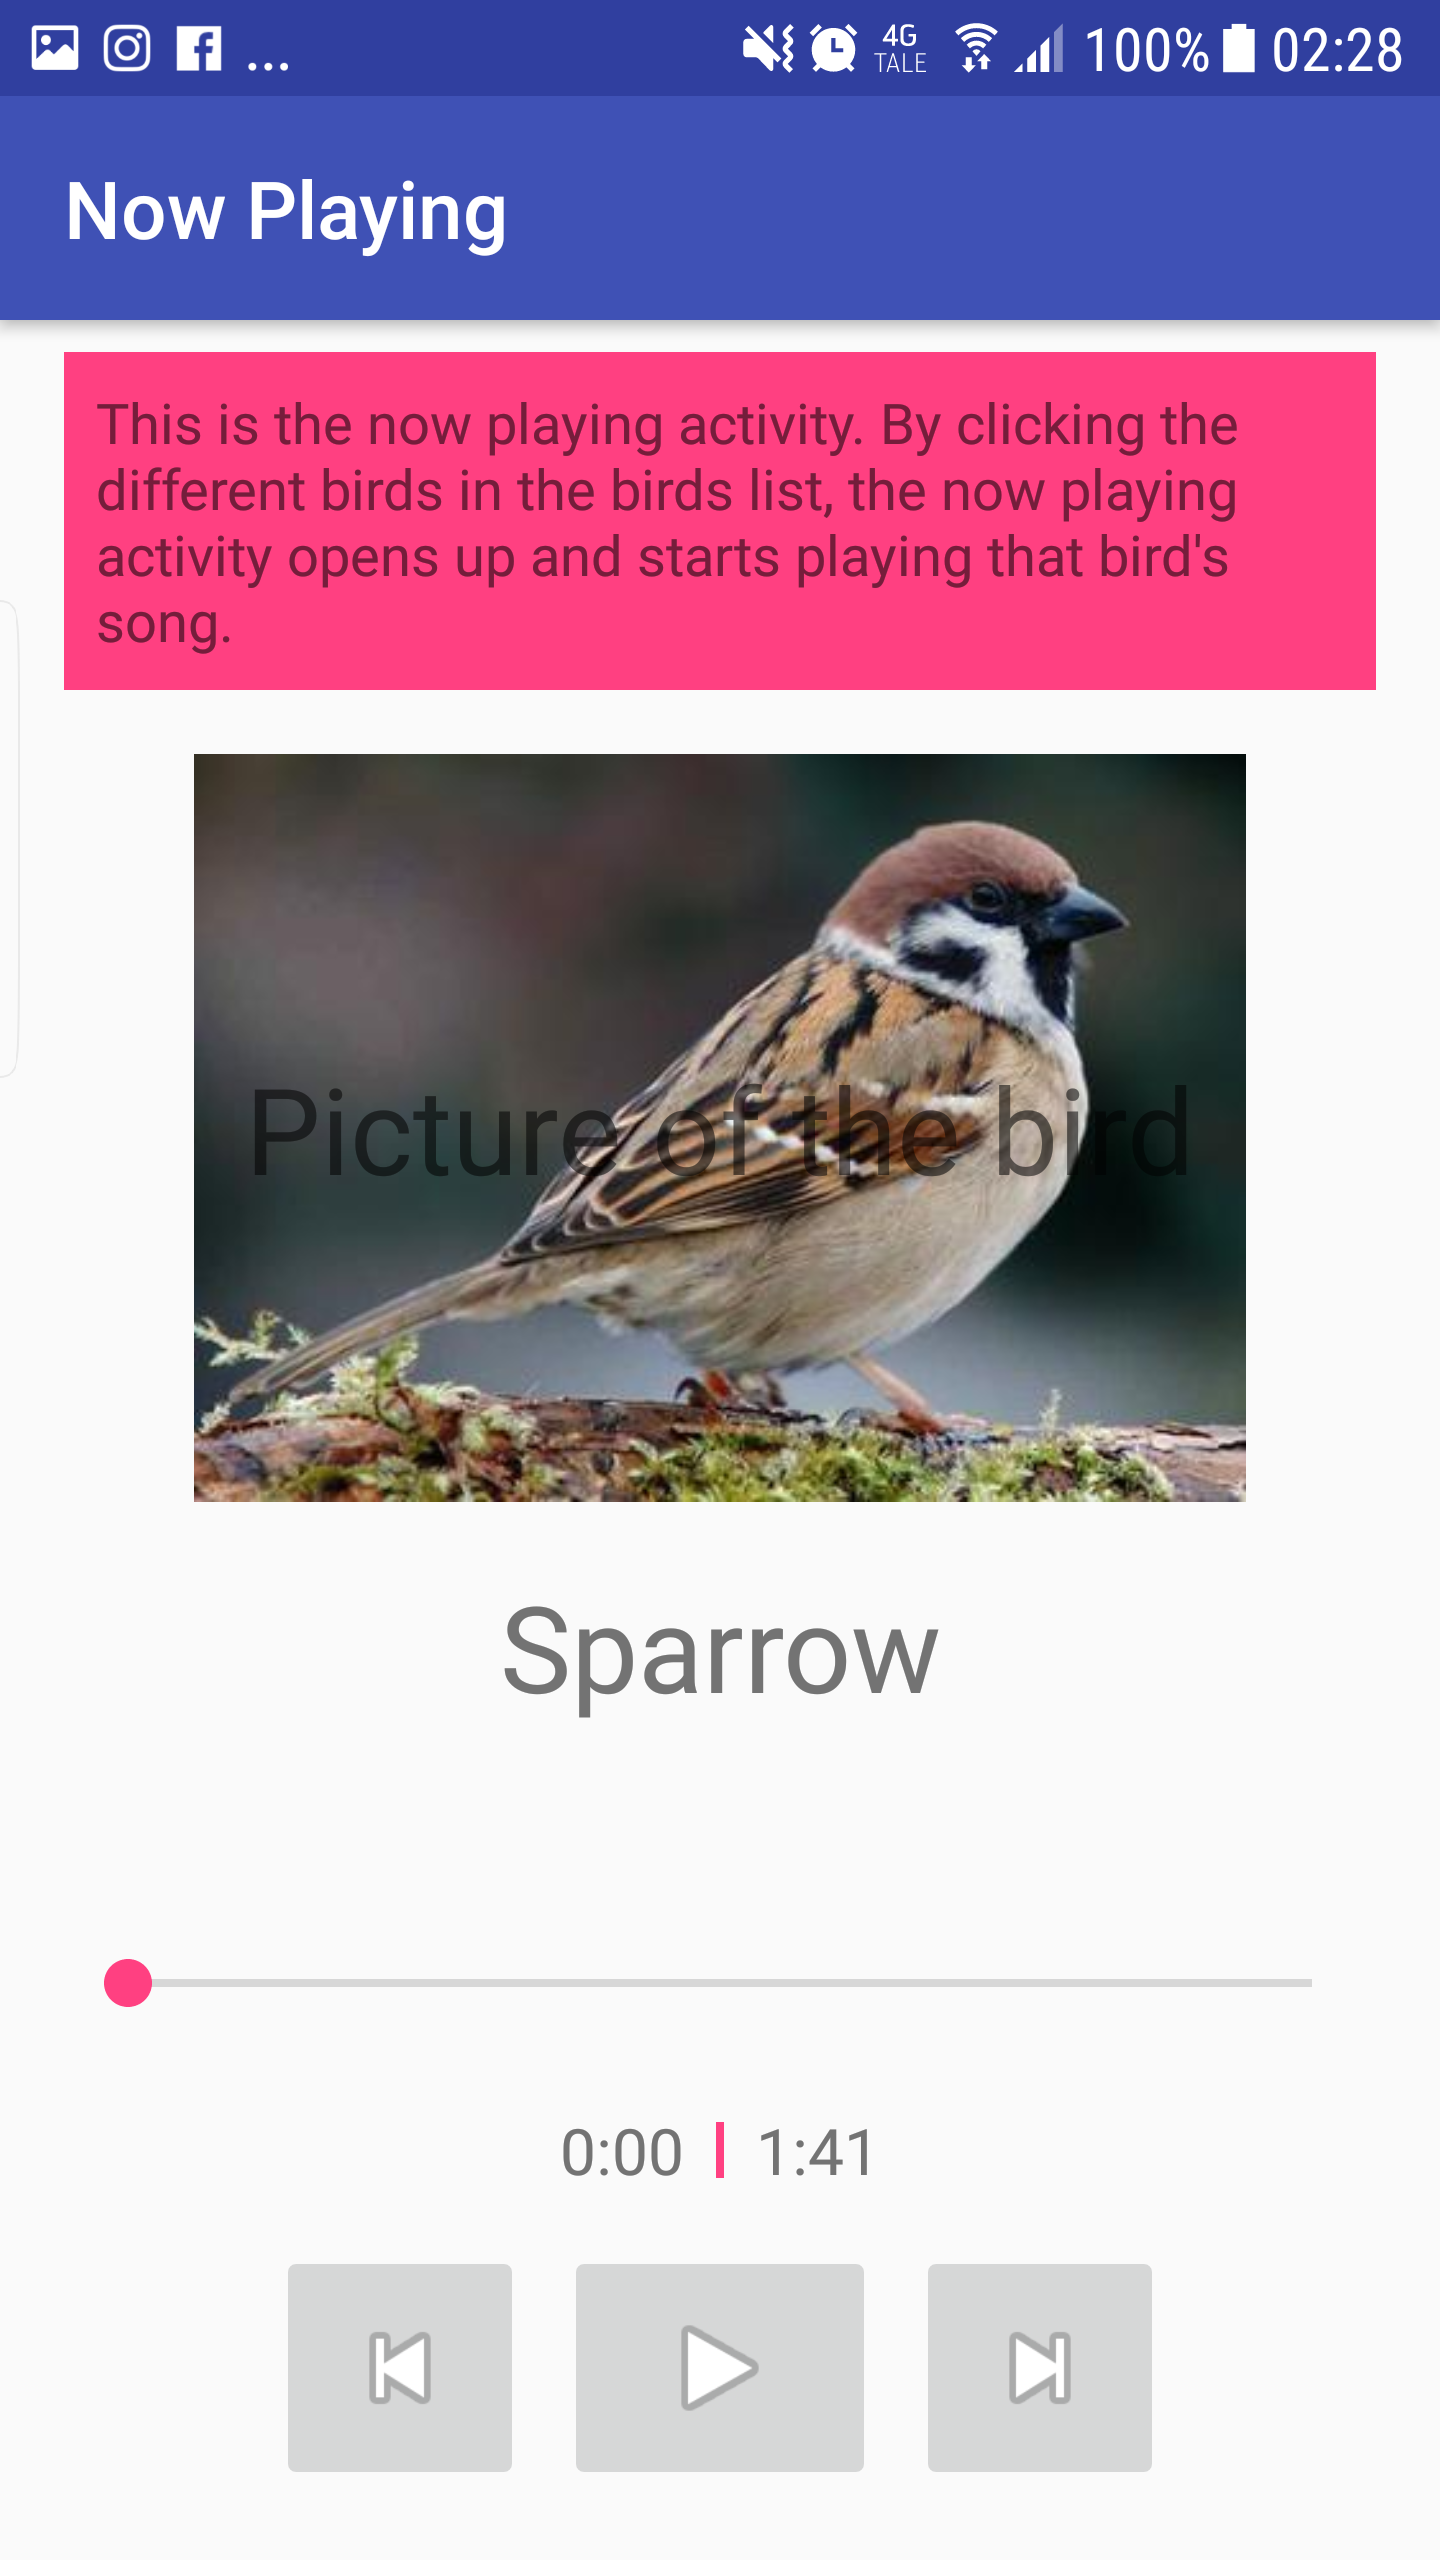 ... 4G TALE 100% 02:28
Now Playing
This is the now playing activity. By clicking the
different birds in the birds list, the now playing
activity opens up and starts playing that bird's
song.
Picture of the bird
Sparrow
0:00 | 1:41